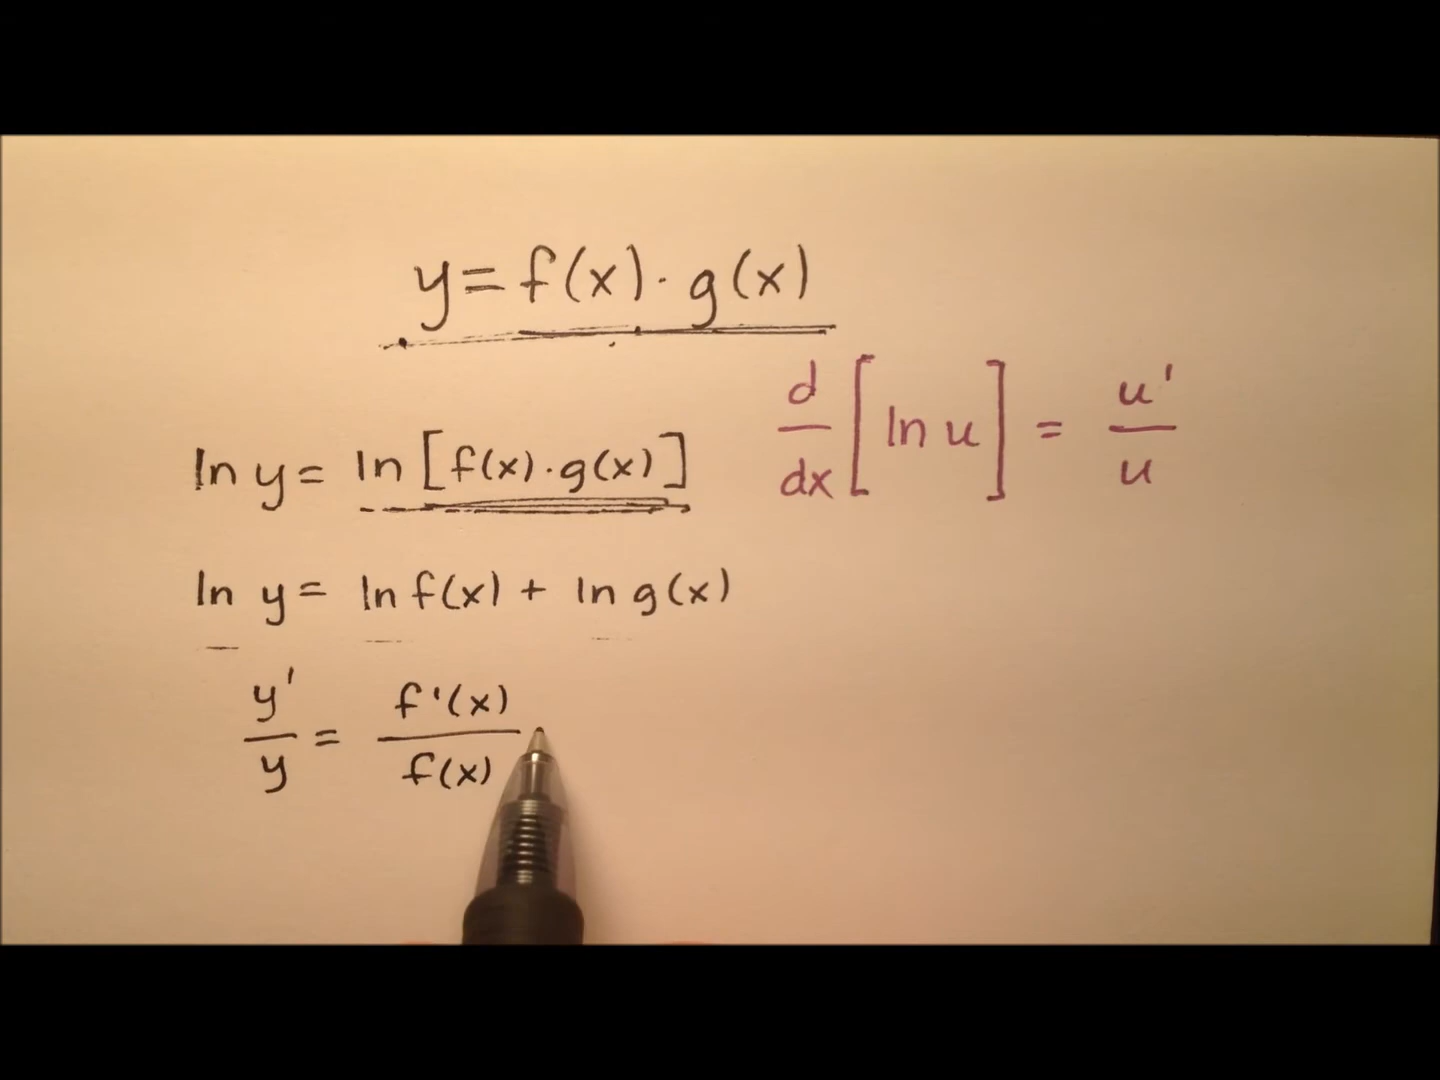 y = f(x) · g(x)
d/dx [ln u] = u'/u
ln y = ln [f(x) · g(x)]
ln y = ln f(x) + ln g(x)
y'/y = f'(x)/f(x)